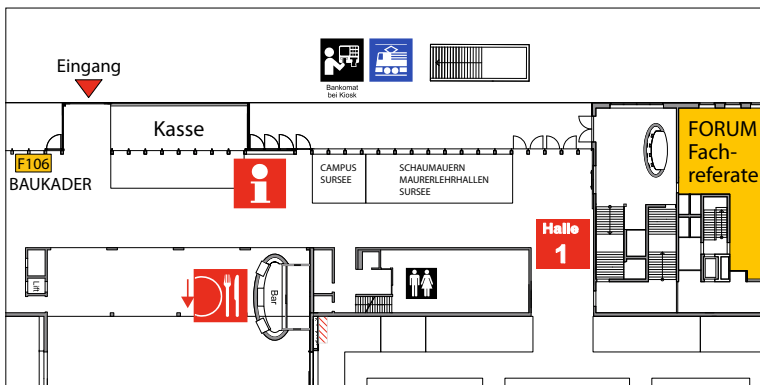 Eingang
Bankomat
bei Kiosk
Kasse
FORUM
Fach-
referate
F106
BAUKADER
i
CAMPUS
SURSEE
SCHAUMAUERN
MAURERLEHRHALLEN
SURSEE
Halle
1
Lift
Bar